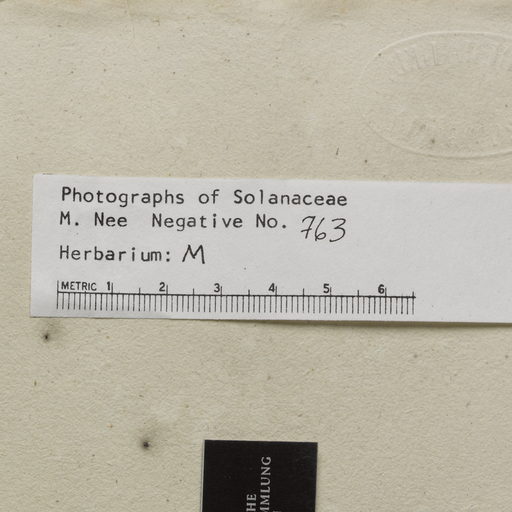 Photographs of Solanaceae
M. Nee Negative No. 763
Herbarium: M
METRIC 1 2 3 4 5 6